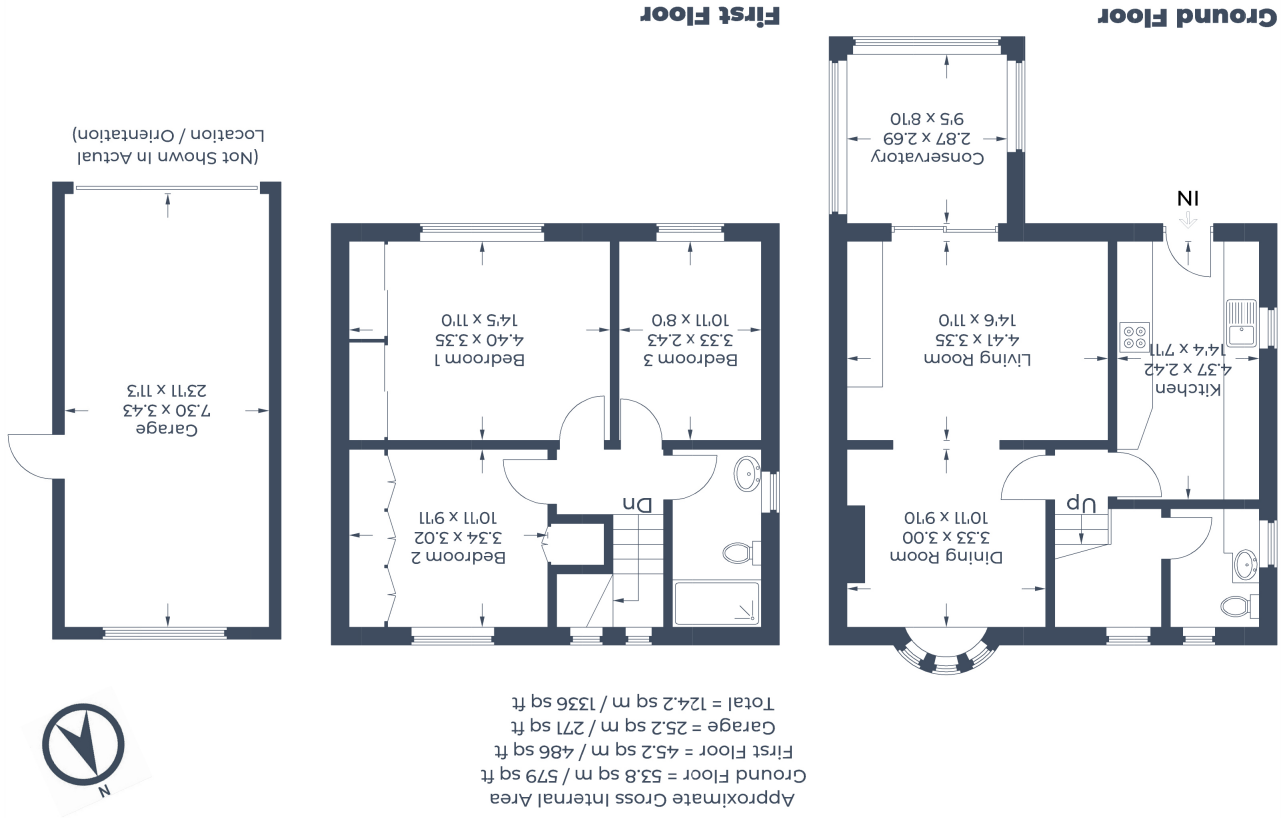 Approximate Gross Internal Area
Ground Floor = 53.8 sq m / 579 sq ft
First Floor = 45.2 sq m / 486 sq ft
Garage = 25.2 sq m / 271 sq ft
Total = 124.2 sq m / 1336 sq ft
N
Dining Room
3.33 x 3.00
10'11 x 9'10
Up
Kitchen
4.37 x 2.42
14'4 x 7'11
Living Room
4.41 x 3.35
14'6 x 11'0
IN
Conservatory
2.87 x 2.69
9'5 x 8'10
Ground Floor
Bedroom 2
3.34 x 3.02
10'11 x 9'11
Dn
Bedroom 3
3.33 x 2.43
10'11 x 8'0
Bedroom 1
4.40 x 3.35
14'5 x 11'0
First Floor
Garage
7.30 x 3.43
23'11 x 11'3
(Not Shown In Actual
Location / Orientation)